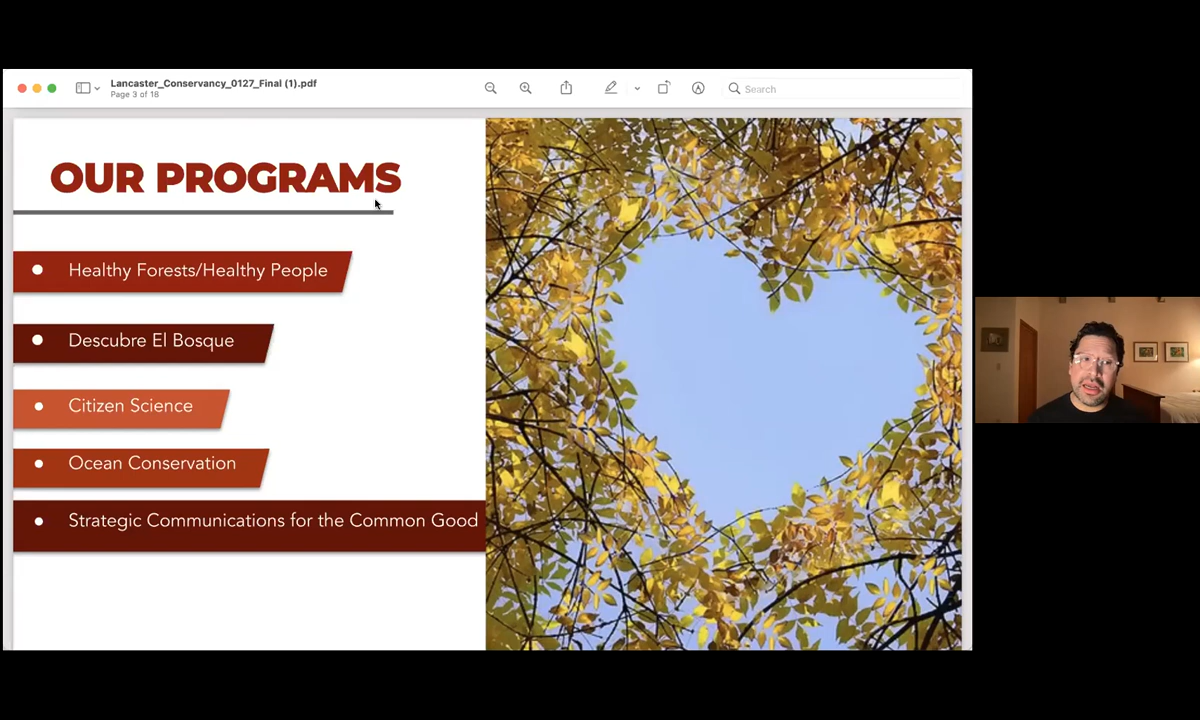 Lancaster_Conservancy_0127_Final (1).pdf
Page 3 of 18
Search
OUR PROGRAMS
Healthy Forests/Healthy People
Descubre El Bosque
Citizen Science
Ocean Conservation
Strategic Communications for the Common Good